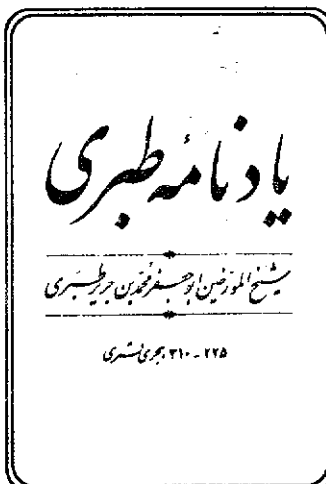 یادنامهٔ طبری
شیخ المورخین ابوجعفر محمد بن جریر طبری
۲۲۵ - ۳۱۰ هجری قمری